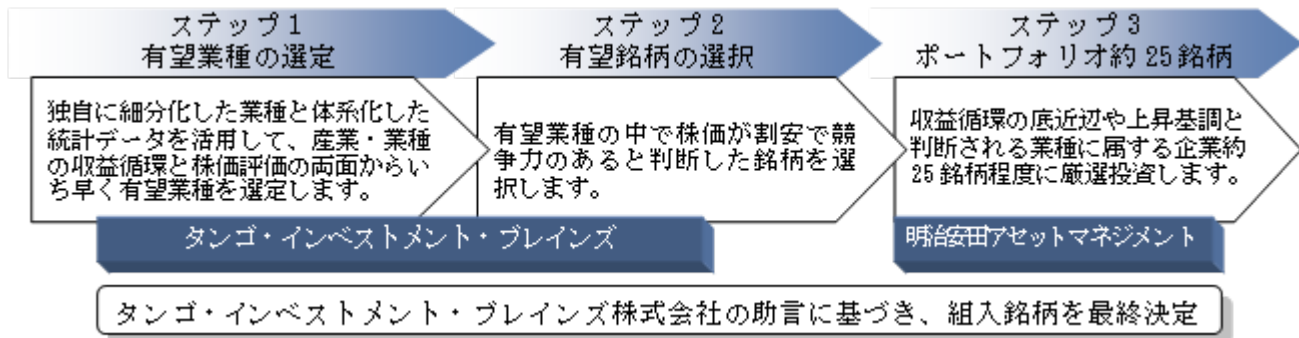 ステップ1
有望業種の選定
ステップ2
有望銘柄の選択
ステップ3
ポートフォリオ約25銘柄
独自に細分化した業種と体系化した
統計データを活用して、産業・業種
の収益循環と株価評価の両面からい
ち早く有望業種を選定します。
有望業種の中で株価が割安で競
争力のあると判断した銘柄を選
択します。
収益循環の底近辺や上昇基調と
判断される業種に属する企業約
25銘柄程度に厳選投資します。
タンゴ・インベストメント・ブレインズ
明治安田アセットマネジメント
タンゴ・インベストメント・ブレインズ株式会社の助言に基づき、組入銘柄を最終決定